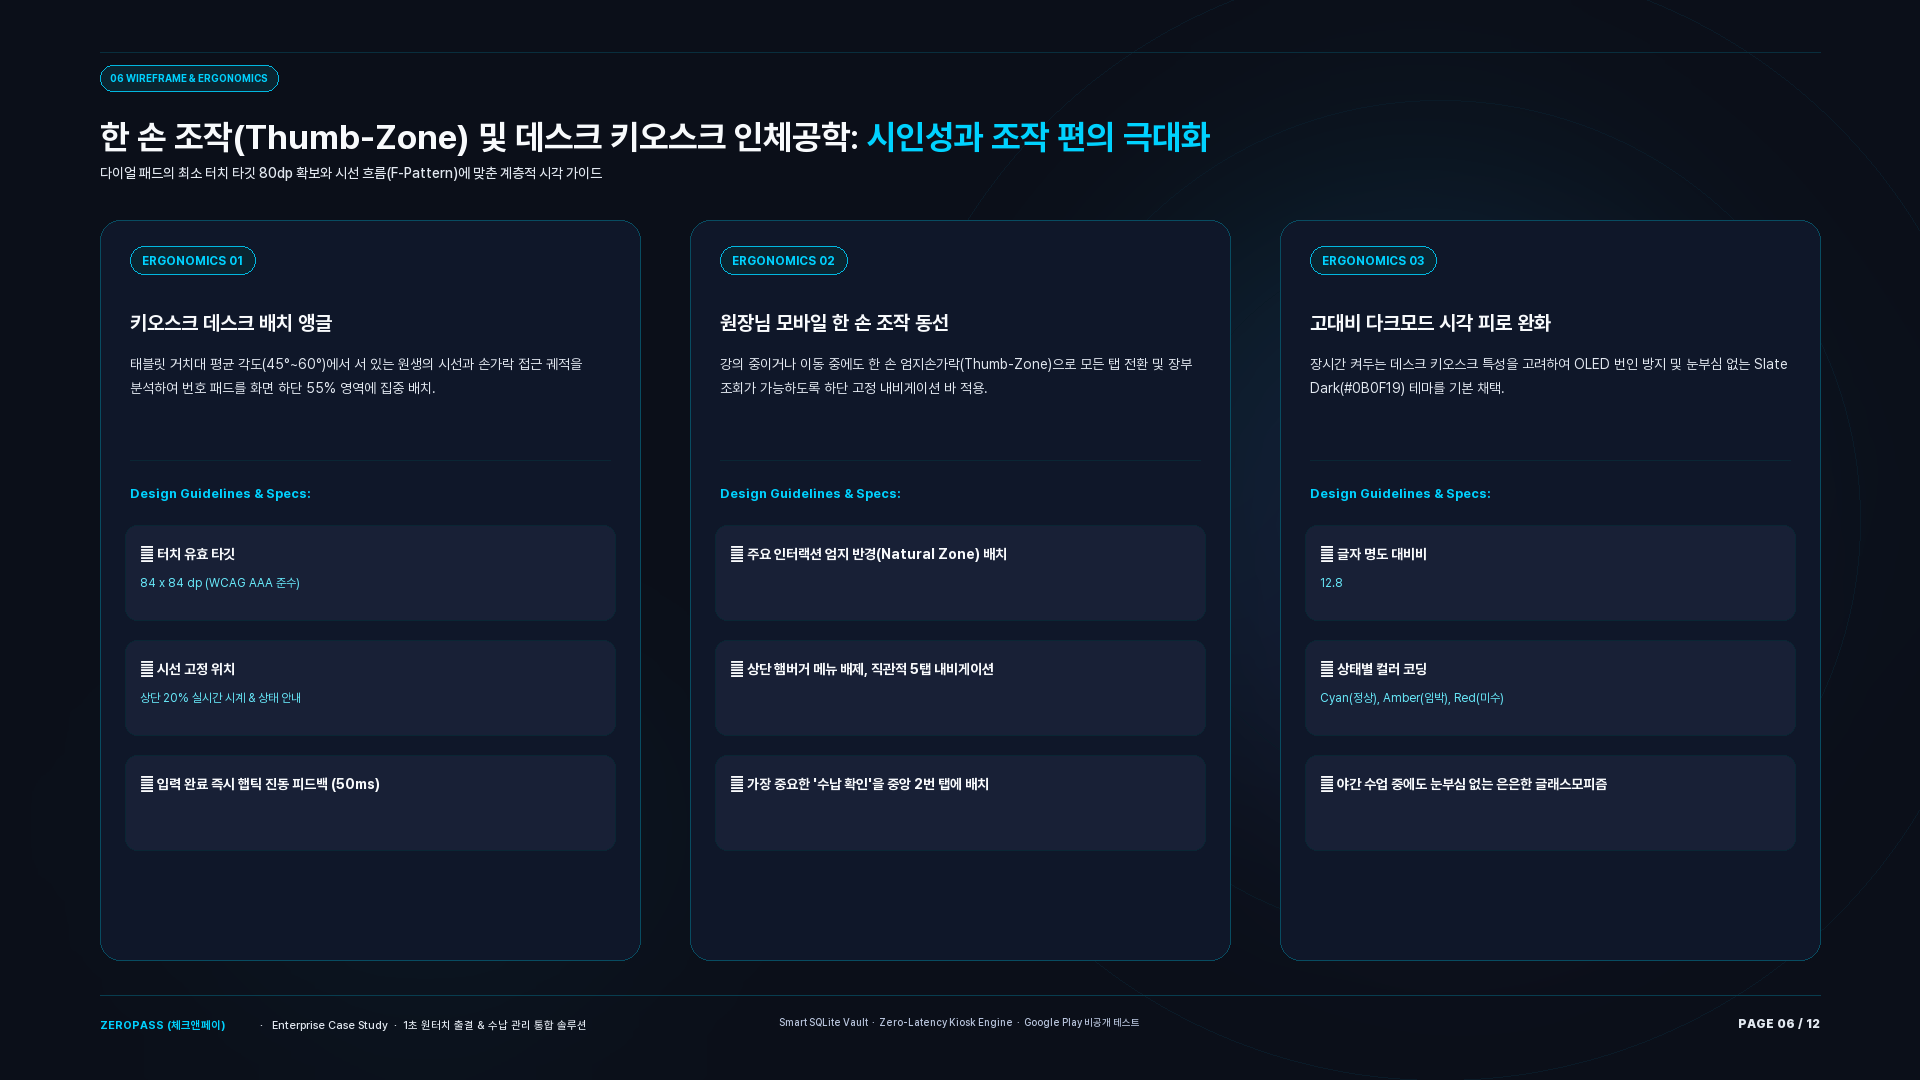 06 WIREFRAME & ERGONOMICS
한 손 조작(Thumb-Zone) 및 데스크 키오스크 인체공학: 시인성과 조작 편의 극대화
다이얼 패드의 최소 터치 타깃 80dp 확보와 시선 흐름(F-Pattern)에 맞춘 계층적 시각 가이드
ERGONOMICS 01
키오스크 데스크 배치 앵글
태블릿 거치대 평균 각도(45°~60°)에서 서 있는 원생의 시선과 손가락 접근 궤적을
분석하여 번호 패드를 화면 하단 55% 영역에 집중 배치.
Design Guidelines & Specs:
터치 유효 타깃
84 x 84 dp (WCAG AAA 준수)
시선 고정 위치
상단 20% 실시간 시계 & 상태 안내
입력 완료 즉시 햅틱 진동 피드백 (50ms)
ERGONOMICS 02
원장님 모바일 한 손 조작 동선
강의 중이거나 이동 중에도 한 손 엄지손가락(Thumb-Zone)으로 모든 탭 전환 및 장부
조회가 가능하도록 하단 고정 내비게이션 바 적용.
Design Guidelines & Specs:
주요 인터랙션 엄지 반경(Natural Zone) 배치
상단 햄버거 메뉴 배제, 직관적 5탭 내비게이션
가장 중요한 '수납 확인'을 중앙 2번 탭에 배치
ERGONOMICS 03
고대비 다크모드 시각 피로 완화
장시간 켜두는 데스크 키오스크 특성을 고려하여 OLED 번인 방지 및 눈부심 없는 Slate
Dark(#0B0F19) 테마를 기본 채택.
Design Guidelines & Specs:
글자 명도 대비비
12.8
상태별 컬러 코딩
Cyan(정상), Amber(임박), Red(미수)
야간 수업 중에도 눈부심 없는 은은한 글래스모피즘
ZEROPASS (체크앤페이) · Enterprise Case Study · 1초 원터치 출결 & 수납 관리 통합 솔루션
Smart SQLite Vault · Zero-Latency Kiosk Engine · Google Play 비공개 테스트
PAGE 06 / 12